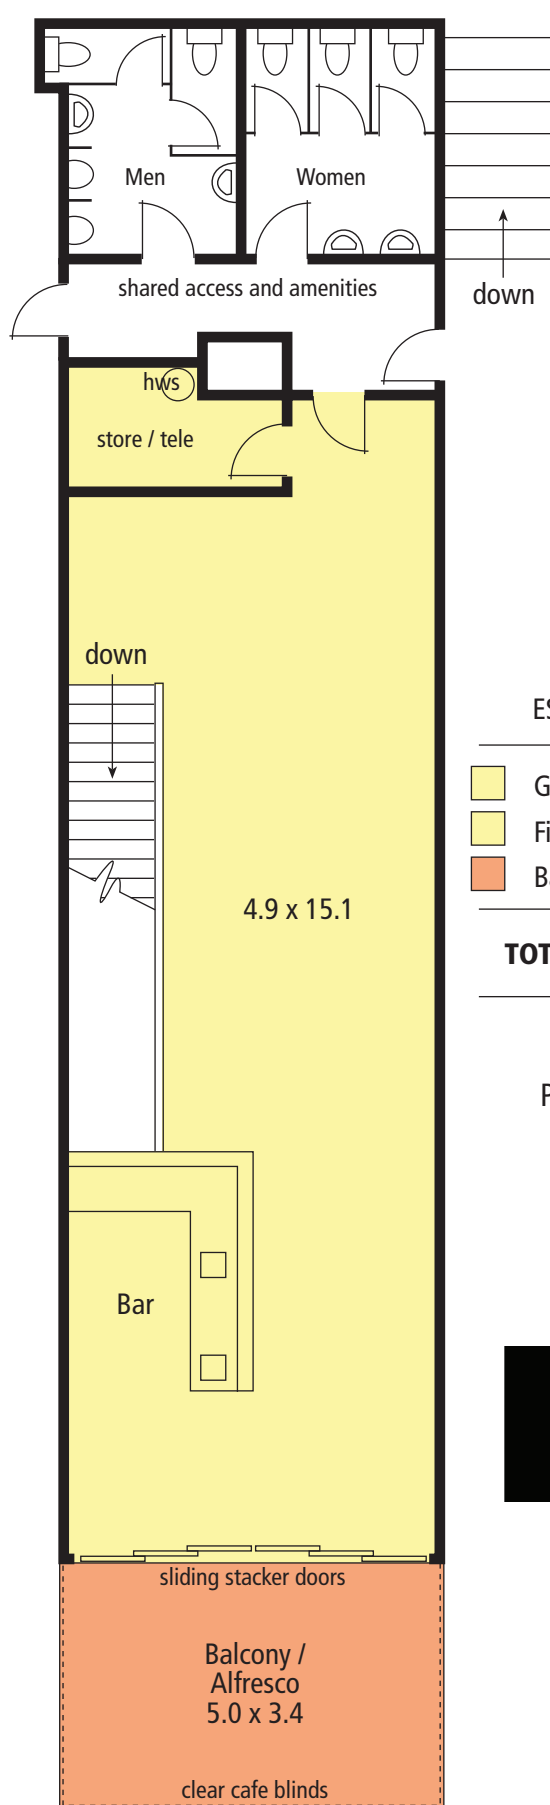 Men
Women
shared access and amenities
down
hws
store / tele
down
4.9 x 15.1
Bar
sliding stacker doors
Balcony /
Alfresco
5.0 x 3.4
clear cafe blinds